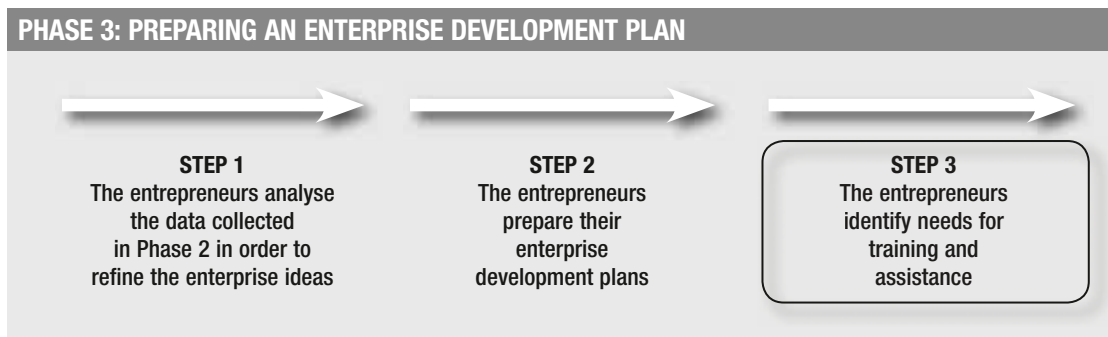 PHASE 3: PREPARING AN ENTERPRISE DEVELOPMENT PLAN
STEP 1
The entrepreneurs analyse
the data collected
in Phase 2 in order to
refine the enterprise ideas
STEP 2
The entrepreneurs
prepare their
enterprise
development plans
STEP 3
The entrepreneurs
identify needs for
training and
assistance